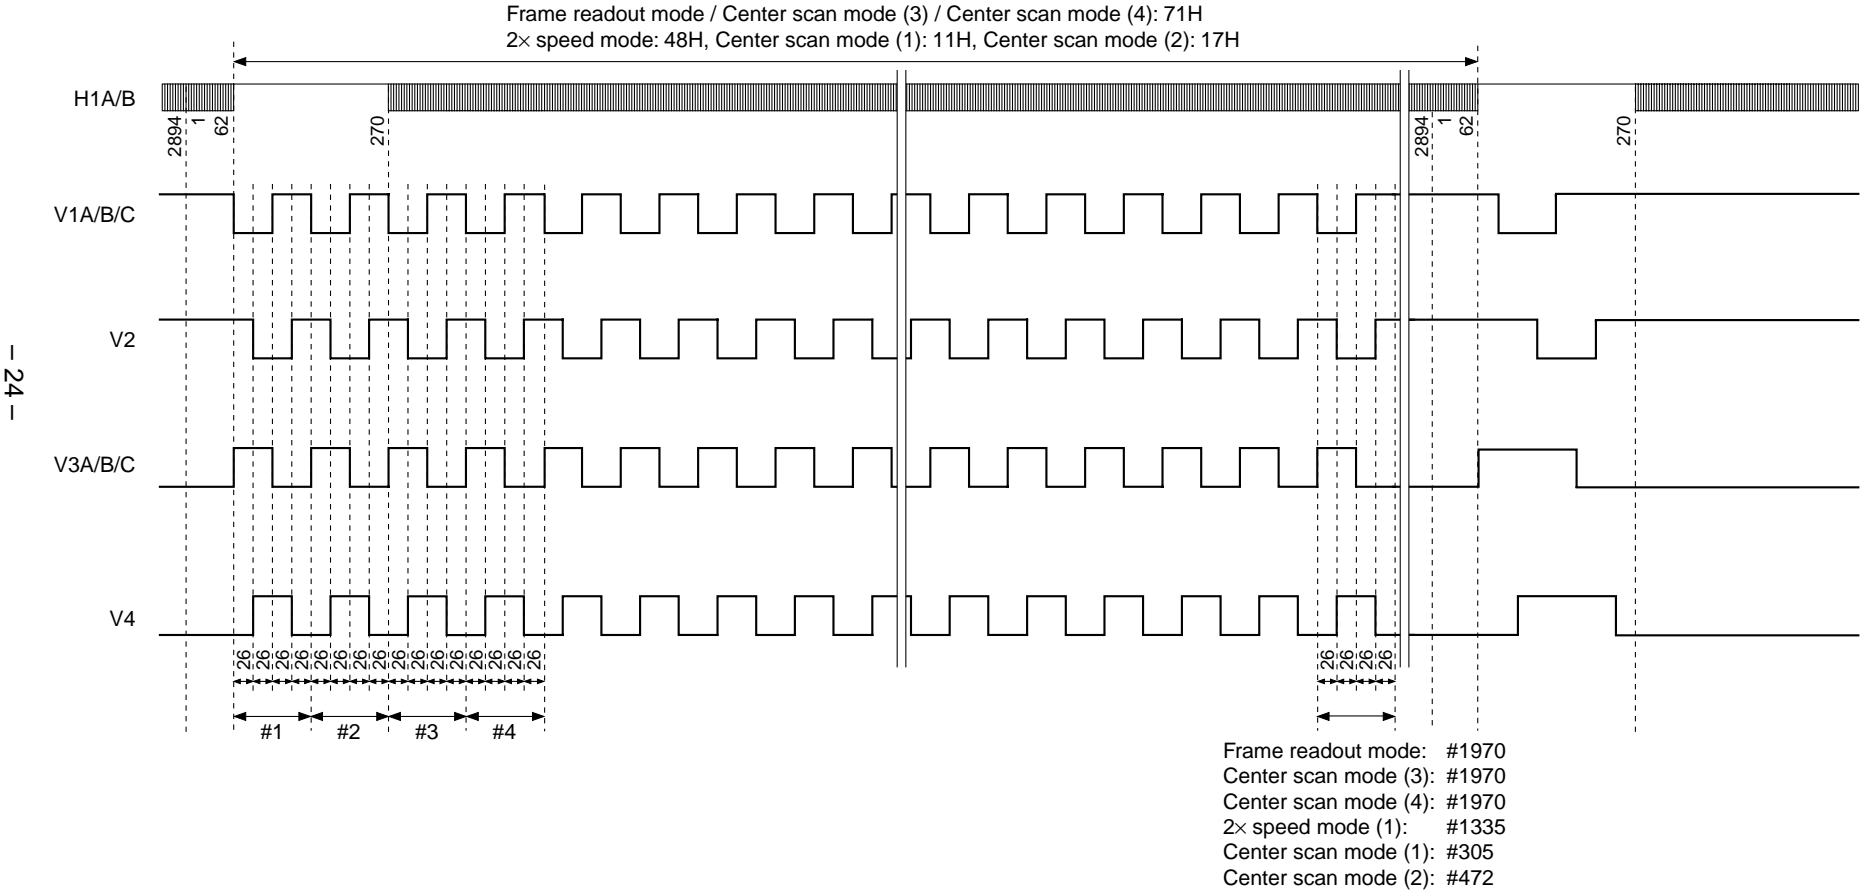 Frame readout mode / Center scan mode (3) / Center scan mode (4): 71H
2× speed mode: 48H, Center scan mode (1): 11H, Center scan mode (2): 17H
H1A/B
2894 1 62 270 2894 1 62 270
V1A/B/C
V2
V3A/B/C
V4
26 26 26 26 26 26 26 26 26 26 26 26 26 26 26 26 26 26 26 26
#1 #2 #3 #4
Frame readout mode: #1970
Center scan mode (3): #1970
Center scan mode (4): #1970
2× speed mode (1): #1335
Center scan mode (1): #305
Center scan mode (2): #472
– 24 –